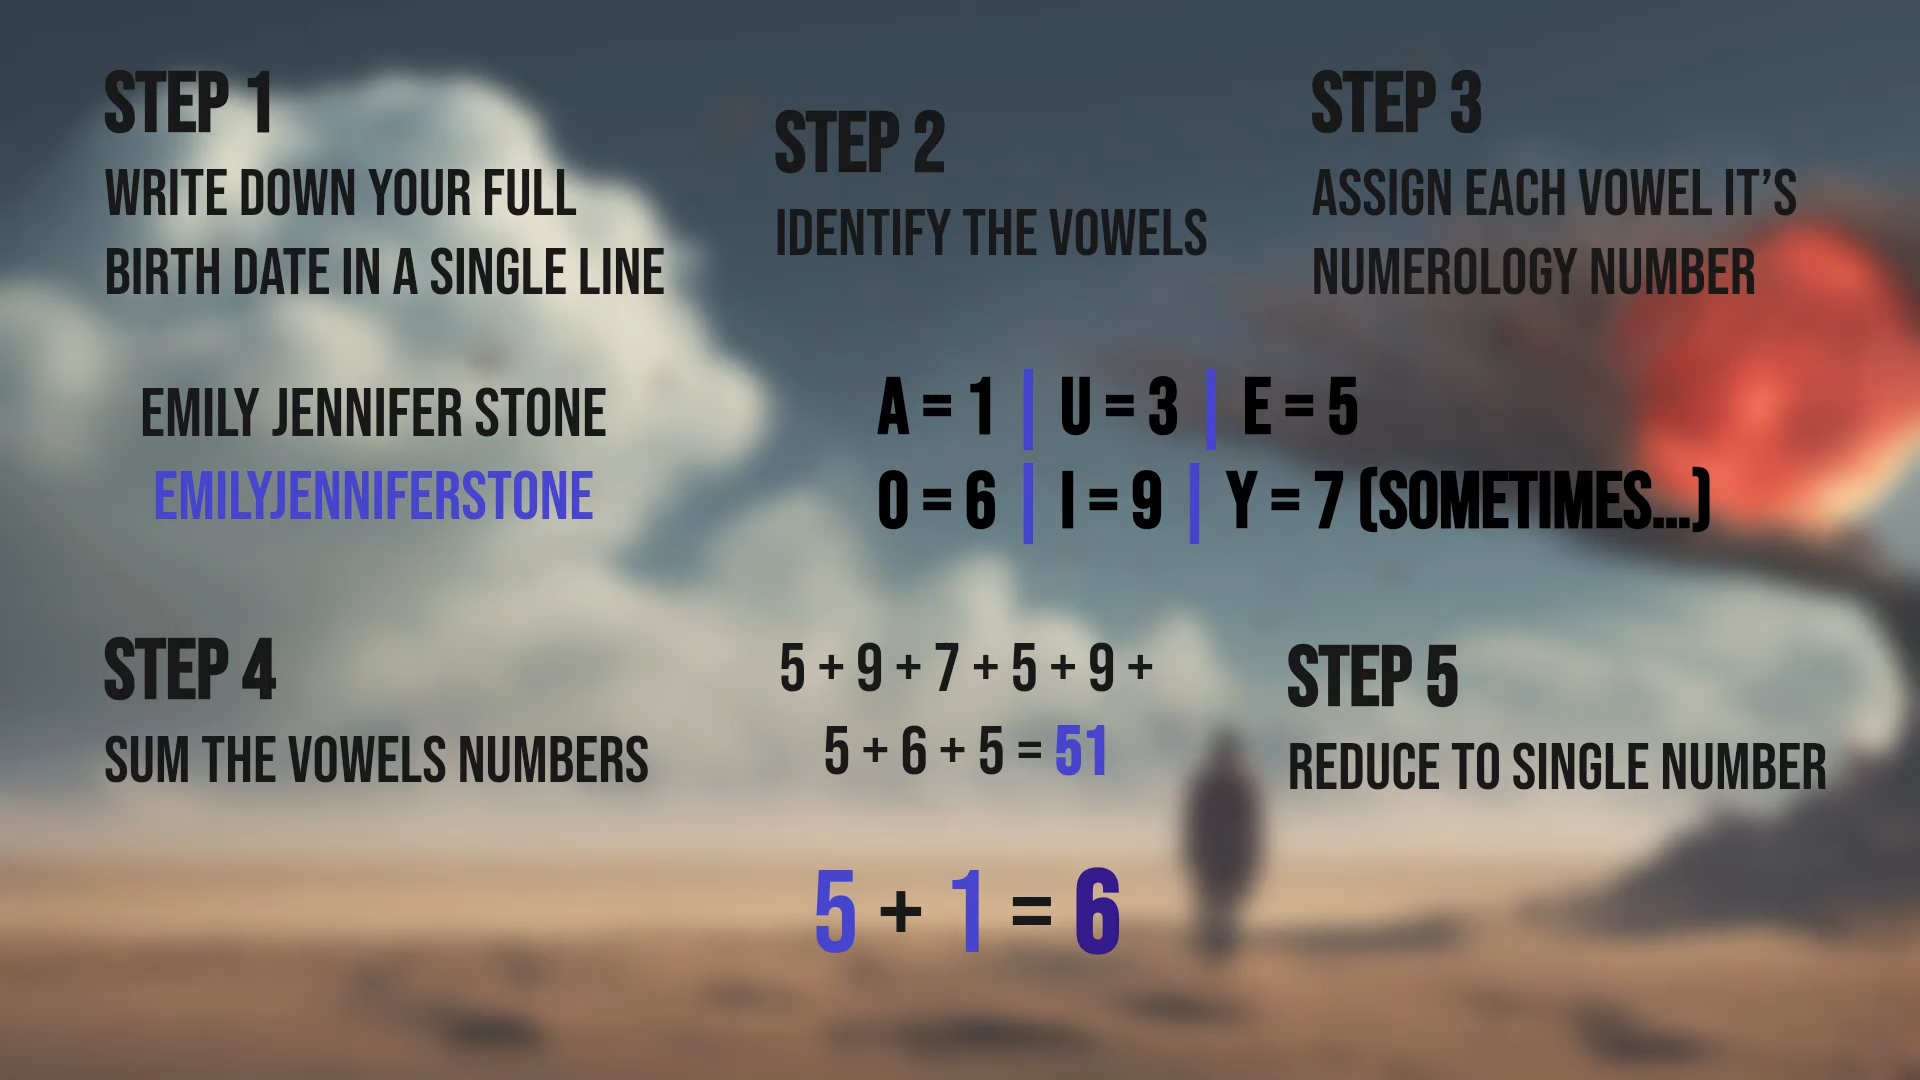 STEP 1
WRITE DOWN YOUR FULL
BIRTH DATE IN A SINGLE LINE
EMILY JENNIFER STONE
EMILYJENNIFERSTONE
STEP 2
IDENTIFY THE VOWELS
STEP 3
ASSIGN EACH VOWEL IT'S
NUMEROLOGY NUMBER
A = 1 | U = 3 | E = 5
O = 6 | I = 9 | Y = 7 (SOMETIMES...)
STEP 4
SUM THE VOWELS NUMBERS
5 + 9 + 7 + 5 + 9 +
5 + 6 + 5 = 51
STEP 5
REDUCE TO SINGLE NUMBER
5 + 1 = 6